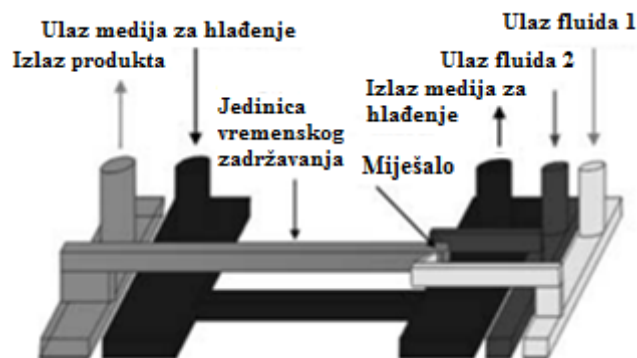 Ulaz medija za hlađenje
Izlaz produkta
Jedinica
vremenskog
zadržavanja
Ulaz fluida 1
Ulaz fluida 2
Izlaz medija za
hlađenje
Miješalo